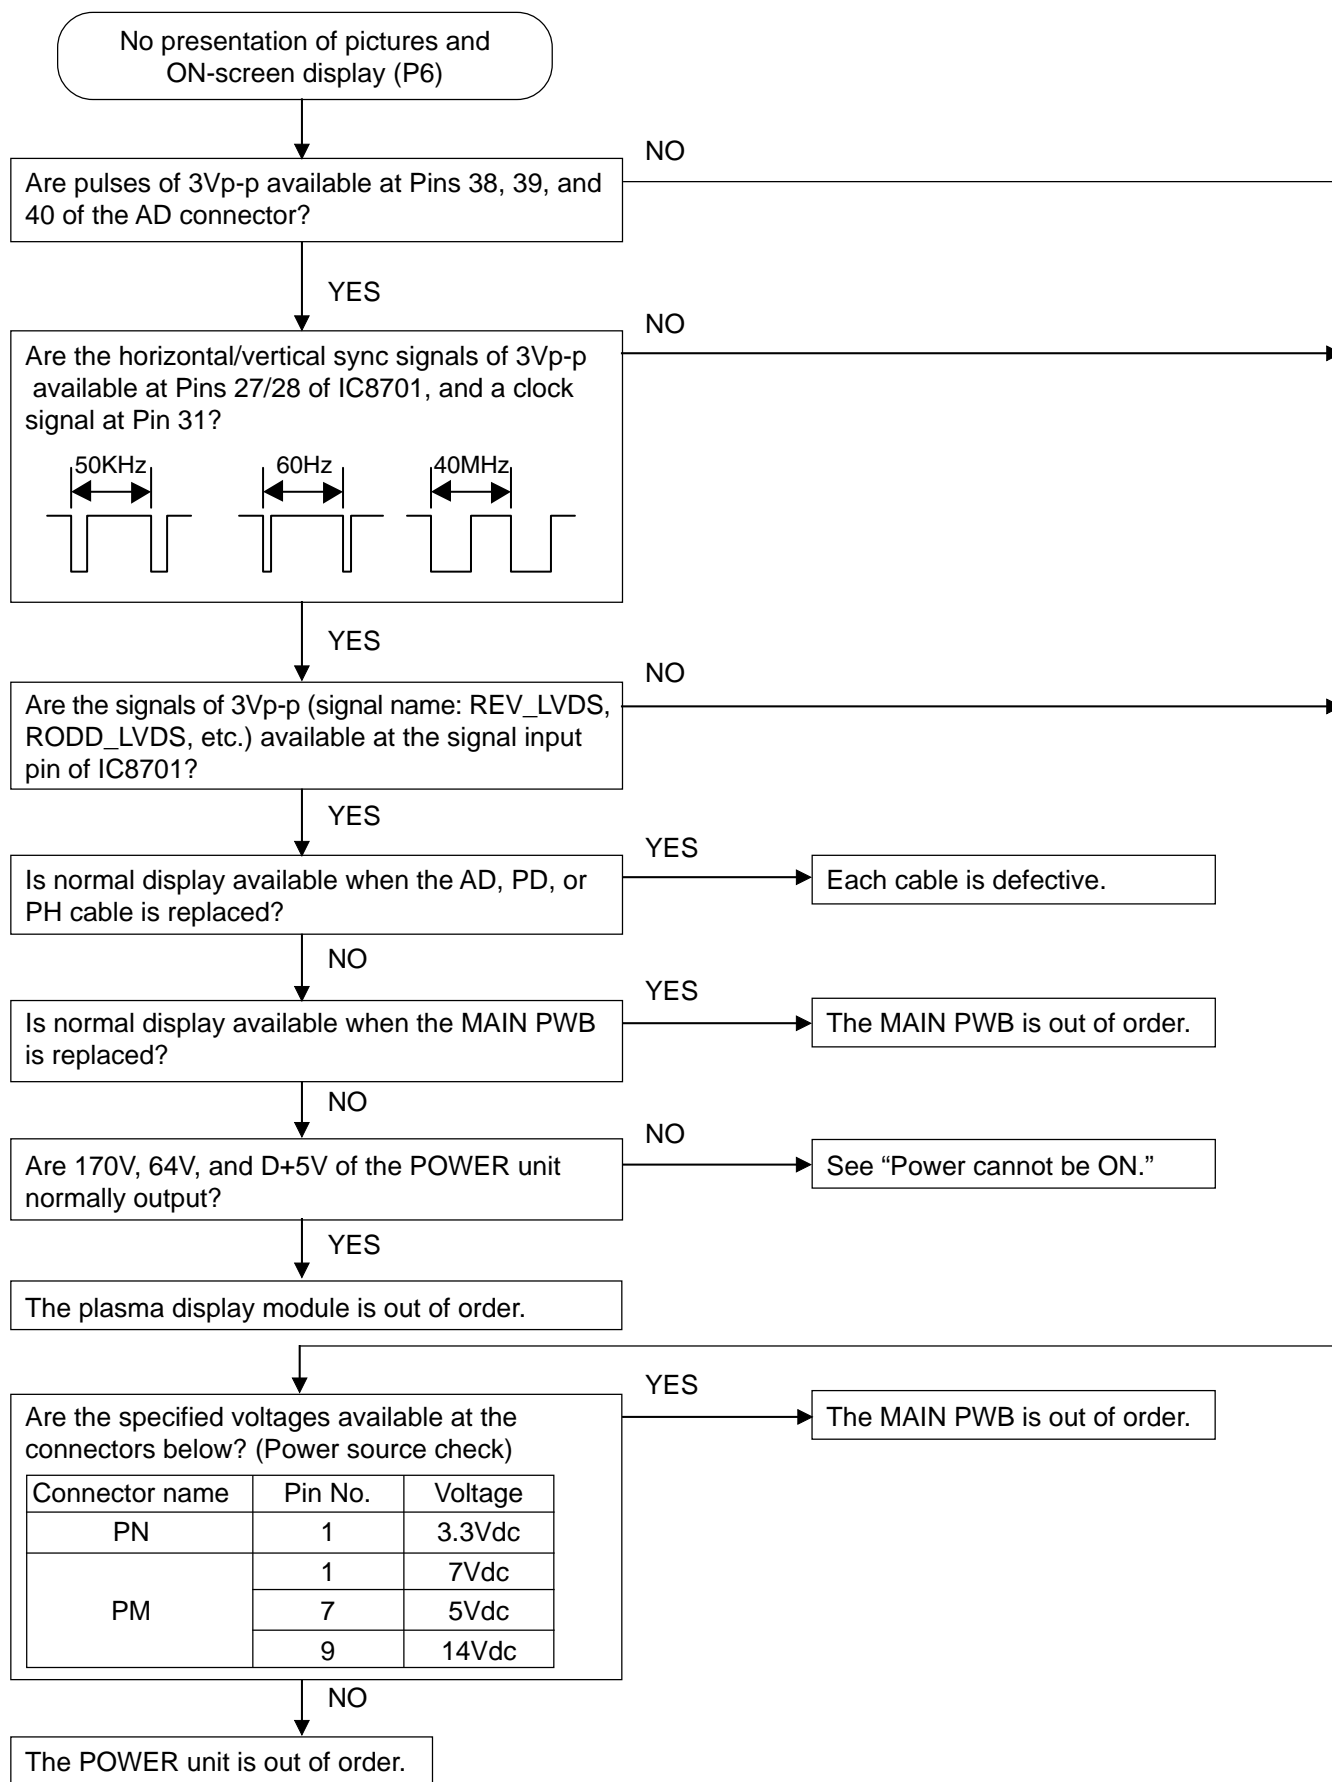 No presentation of pictures and
ON-screen display (P6)
NO
Are pulses of 3Vp-p available at Pins 38, 39, and
40 of the AD connector?
YES
NO
Are the horizontal/vertical sync signals of 3Vp-p
available at Pins 27/28 of IC8701, and a clock
signal at Pin 31?
50KHz 60Hz 40MHz
YES
NO
Are the signals of 3Vp-p (signal name: REV_LVDS,
RODD_LVDS, etc.) available at the signal input
pin of IC8701?
YES
YES
Is normal display available when the AD, PD, or
PH cable is replaced?
Each cable is defective.
NO
YES
Is normal display available when the MAIN PWB
is replaced?
The MAIN PWB is out of order.
NO
NO
Are 170V, 64V, and D+5V of the POWER unit
normally output?
See “Power cannot be ON.”
YES
The plasma display module is out of order.
YES
Are the specified voltages available at the
connectors below? (Power source check)
The MAIN PWB is out of order.
Connector name Pin No. Voltage
PN 1 3.3Vdc
1 7Vdc
PM 7 5Vdc
9 14Vdc
NO
The POWER unit is out of order.